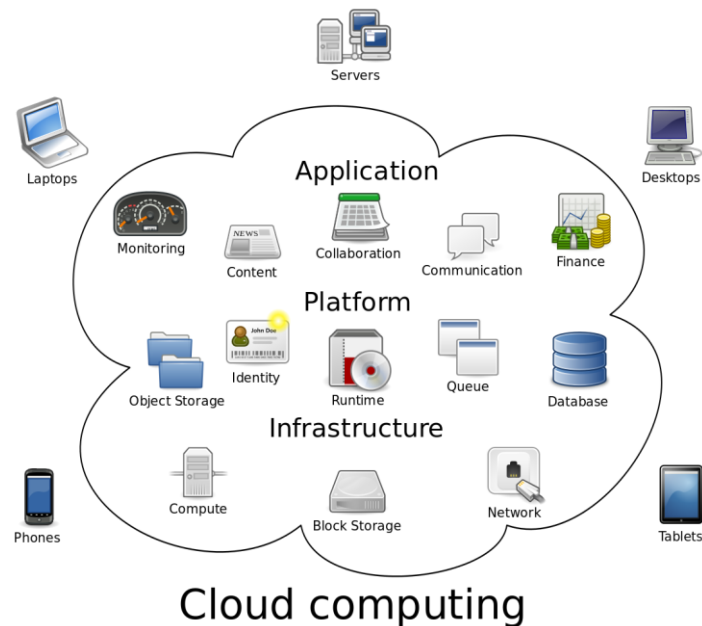 Servers
Laptops
Desktops
Application
Monitoring
NEWS
Content
Collaboration
Communication
Finance
Platform
Object Storage
John Doe
Identity
Runtime
Queue
Database
Infrastructure
Compute
Block Storage
Network
Phones
Tablets
Cloud computing